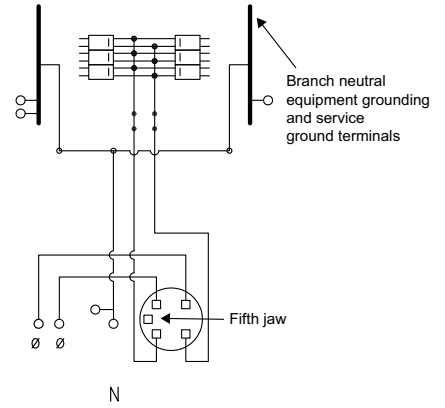 Branch neutral
equipment grounding
and service
ground terminals
Fifth jaw
Ø Ø
N